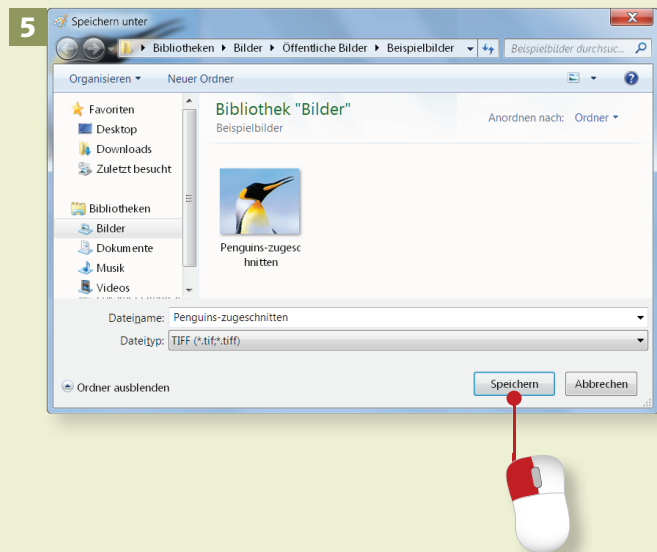 5
Speichern unter
Bibliotheken Bilder Öffentliche Bilder Beispielbilder Beispielbilder durchsuc...
Organisieren Neuer Ordner
Favoriten
Desktop
Downloads
Zuletzt besucht
Bibliotheken
Bilder
Dokumente
Musik
Videos
Bibliothek "Bilder"
Beispielbilder
Anordnen nach: Ordner
Penguins-zugesc
hnitten
Dateiname: Penguins-zugeschnitten
Dateityp: TIFF (*.tif;*.tiff)
Ordner ausblenden Speichern Abbrechen